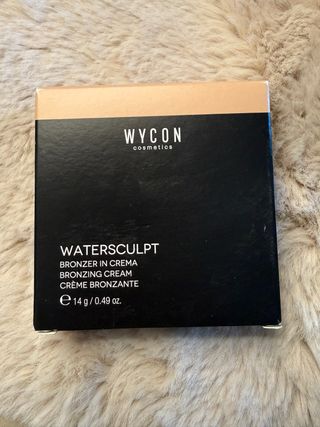 WYCON
cosmetics
WATERSCULPT
BRONZER IN CREMA
BRONZING CREAM
CRÈME BRONZANTE
℮ 14 g / 0.49 oz.